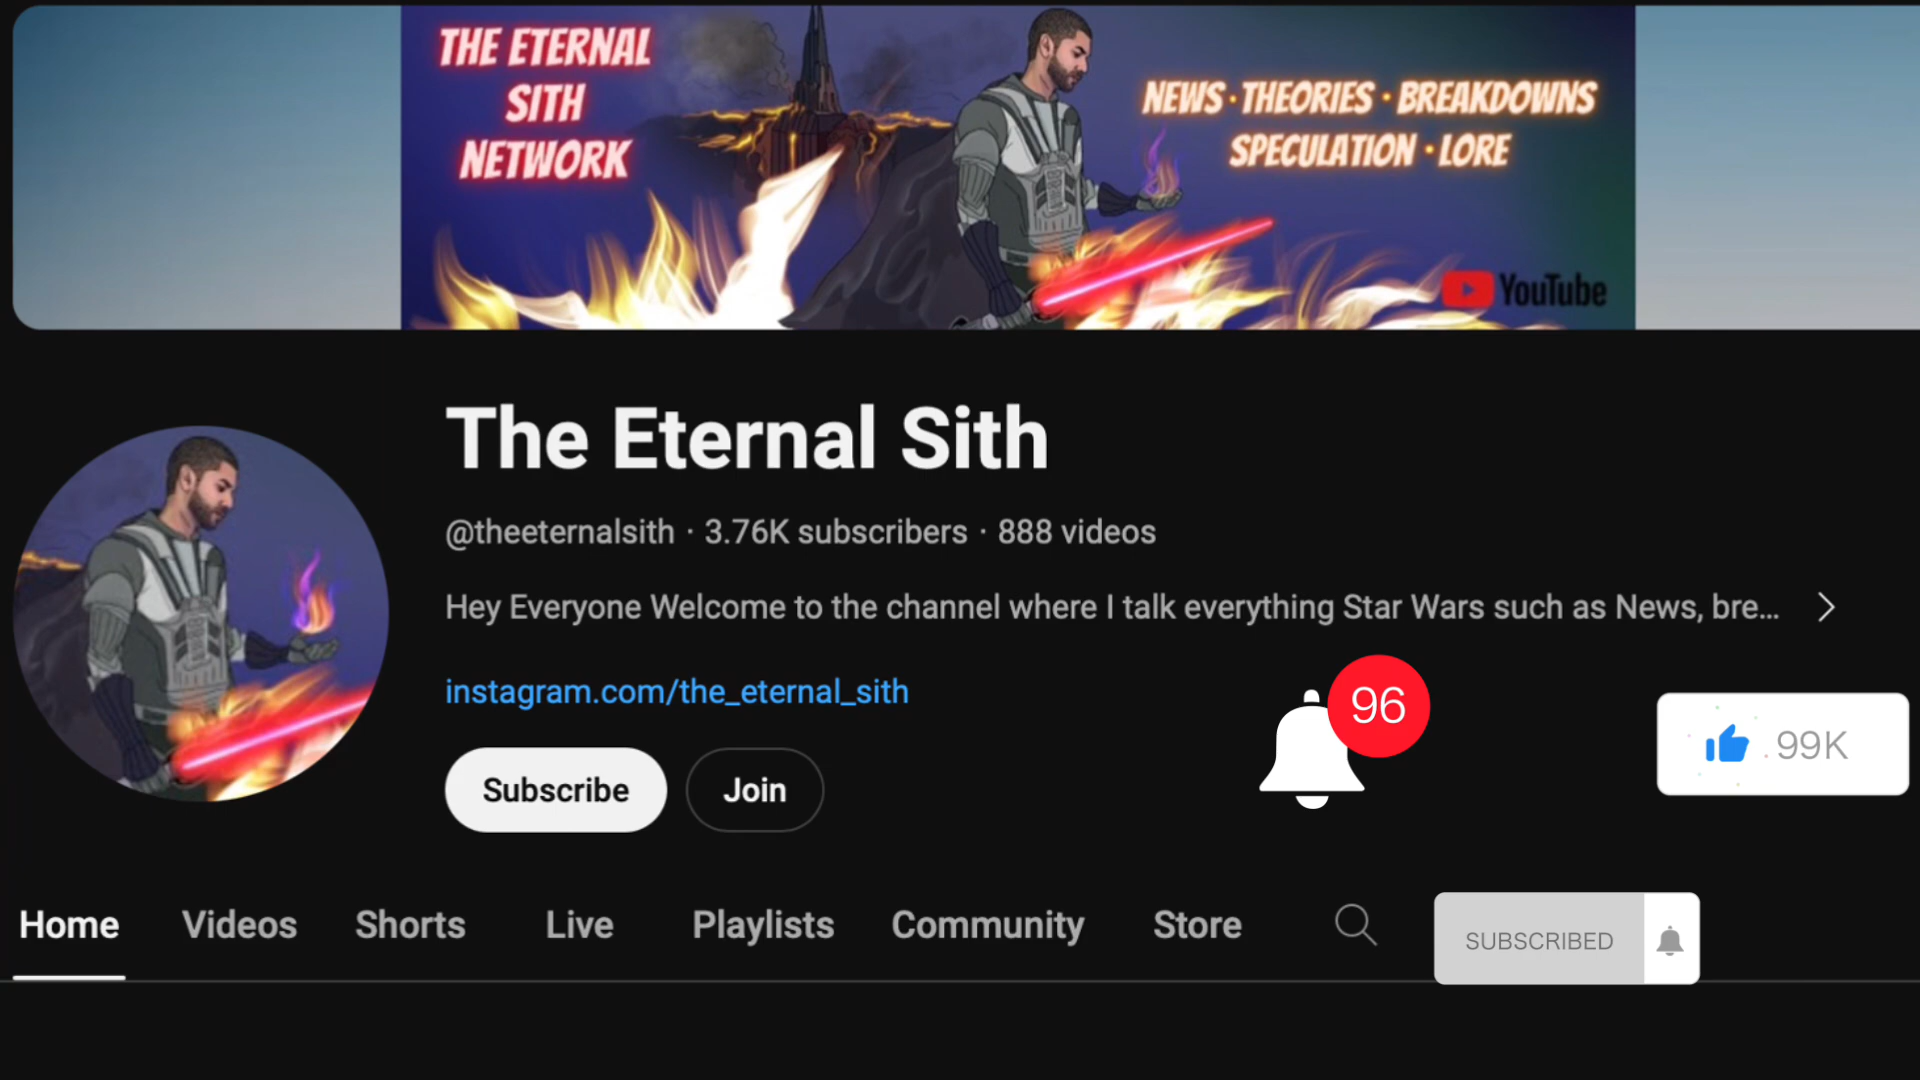 THE ETERNAL
SITH
NETWORK
NEWS · THEORIES · BREAKDOWNS
SPECULATION · LORE
YouTube
The Eternal Sith
@theeternalsith · 3.76K subscribers · 888 videos
Hey Everyone Welcome to the channel where I talk everything Star Wars such as News, bre...
instagram.com/the_eternal_sith
96
99K
Subscribe
Join
Home Videos Shorts Live Playlists Community Store
SUBSCRIBED